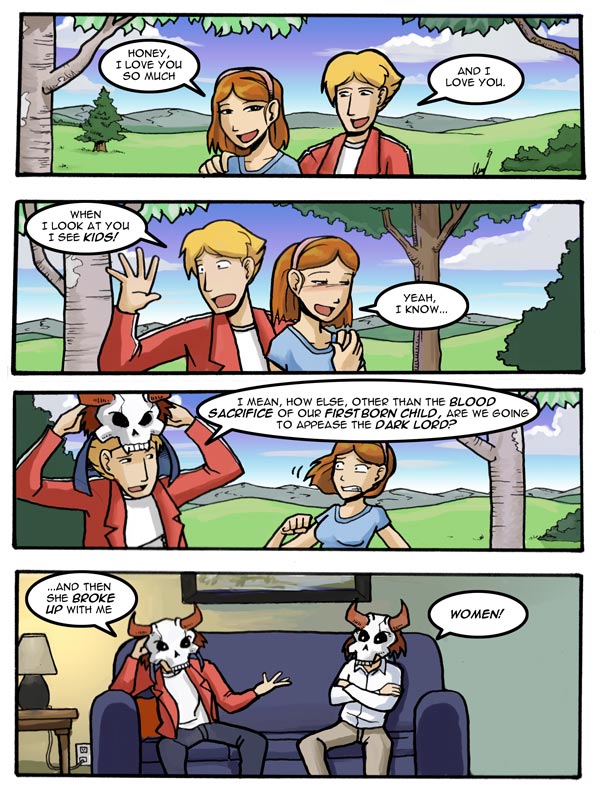 HONEY,
I LOVE YOU
SO MUCH
AND I
LOVE YOU.
WHEN
I LOOK AT YOU
I SEE KIDS!
YEAH,
I KNOW...
I MEAN, HOW ELSE, OTHER THAN THE BLOOD
SACRIFICE OF OUR FIRSTBORN CHILD, ARE WE GOING
TO APPEASE THE DARK LORD?
...AND THEN
SHE BROKE
UP WITH ME
WOMEN!